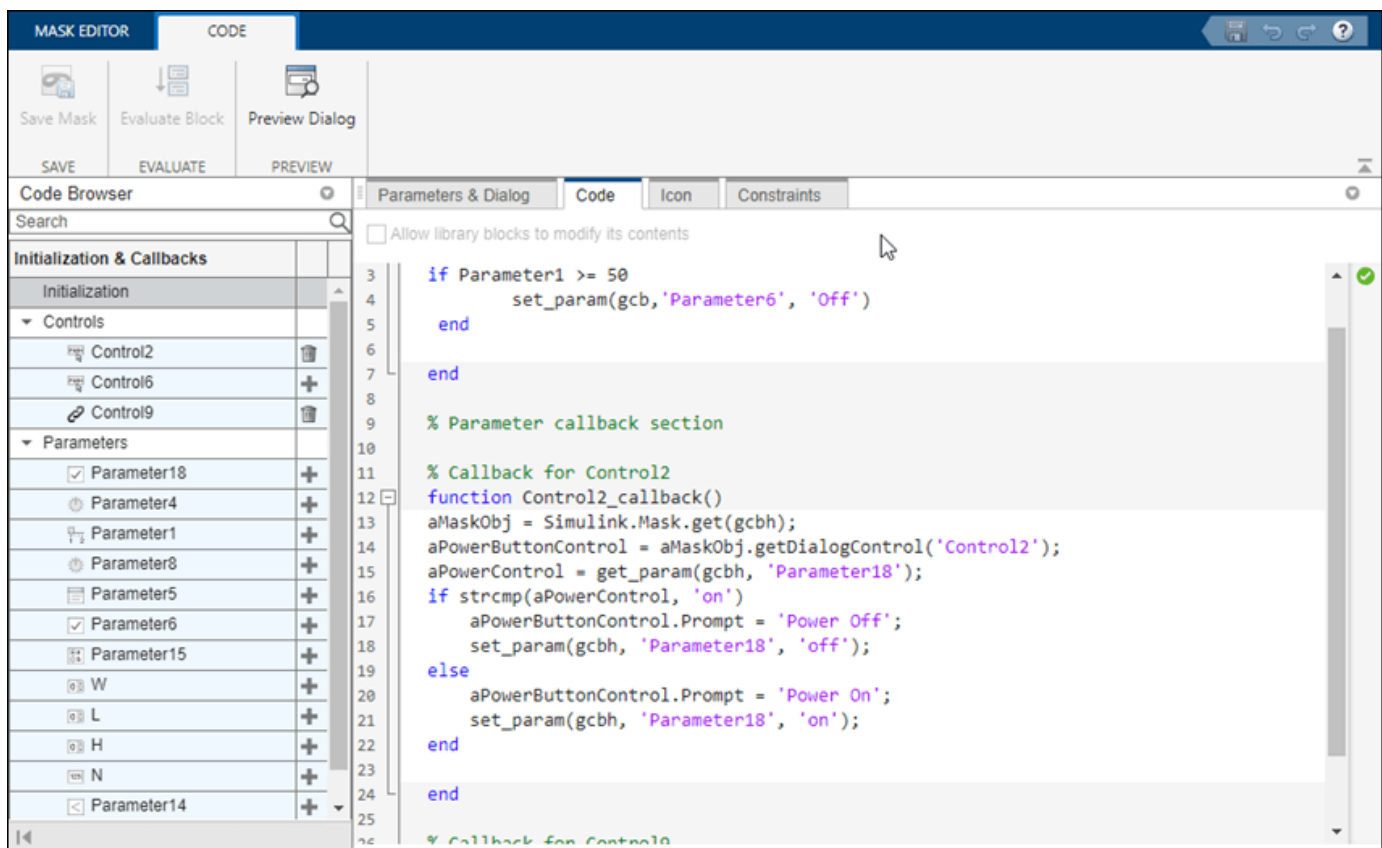 MASK EDITOR CODE
Save Mask Evaluate Block Preview Dialog
SAVE EVALUATE PREVIEW
Code Browser
Search
Initialization & Callbacks
Initialization
Controls
Control2
Control6
Control9
Parameters
Parameter18
Parameter4
Parameter1
Parameter8
Parameter5
Parameter6
Parameter15
W
L
H
N
Parameter14
Parameters & Dialog Code Icon Constraints
Allow library blocks to modify its contents
3 if Parameter1 >= 50
4 set_param(gcb,'Parameter6', 'Off')
5 end
6
7 end
8
9 % Parameter callback section
10
11 % Callback for Control2
12 function Control2_callback()
13 aMaskObj = Simulink.Mask.get(gcbh);
14 aPowerButtonControl = aMaskObj.getDialogControl('Control2');
15 aPowerControl = get_param(gcbh, 'Parameter18');
16 if strcmp(aPowerControl, 'on')
17 aPowerButtonControl.Prompt = 'Power Off';
18 set_param(gcbh, 'Parameter18', 'off');
19 else
20 aPowerButtonControl.Prompt = 'Power On';
21 set_param(gcbh, 'Parameter18', 'on');
22 end
23
24 end
25
26 % Callback for Control9